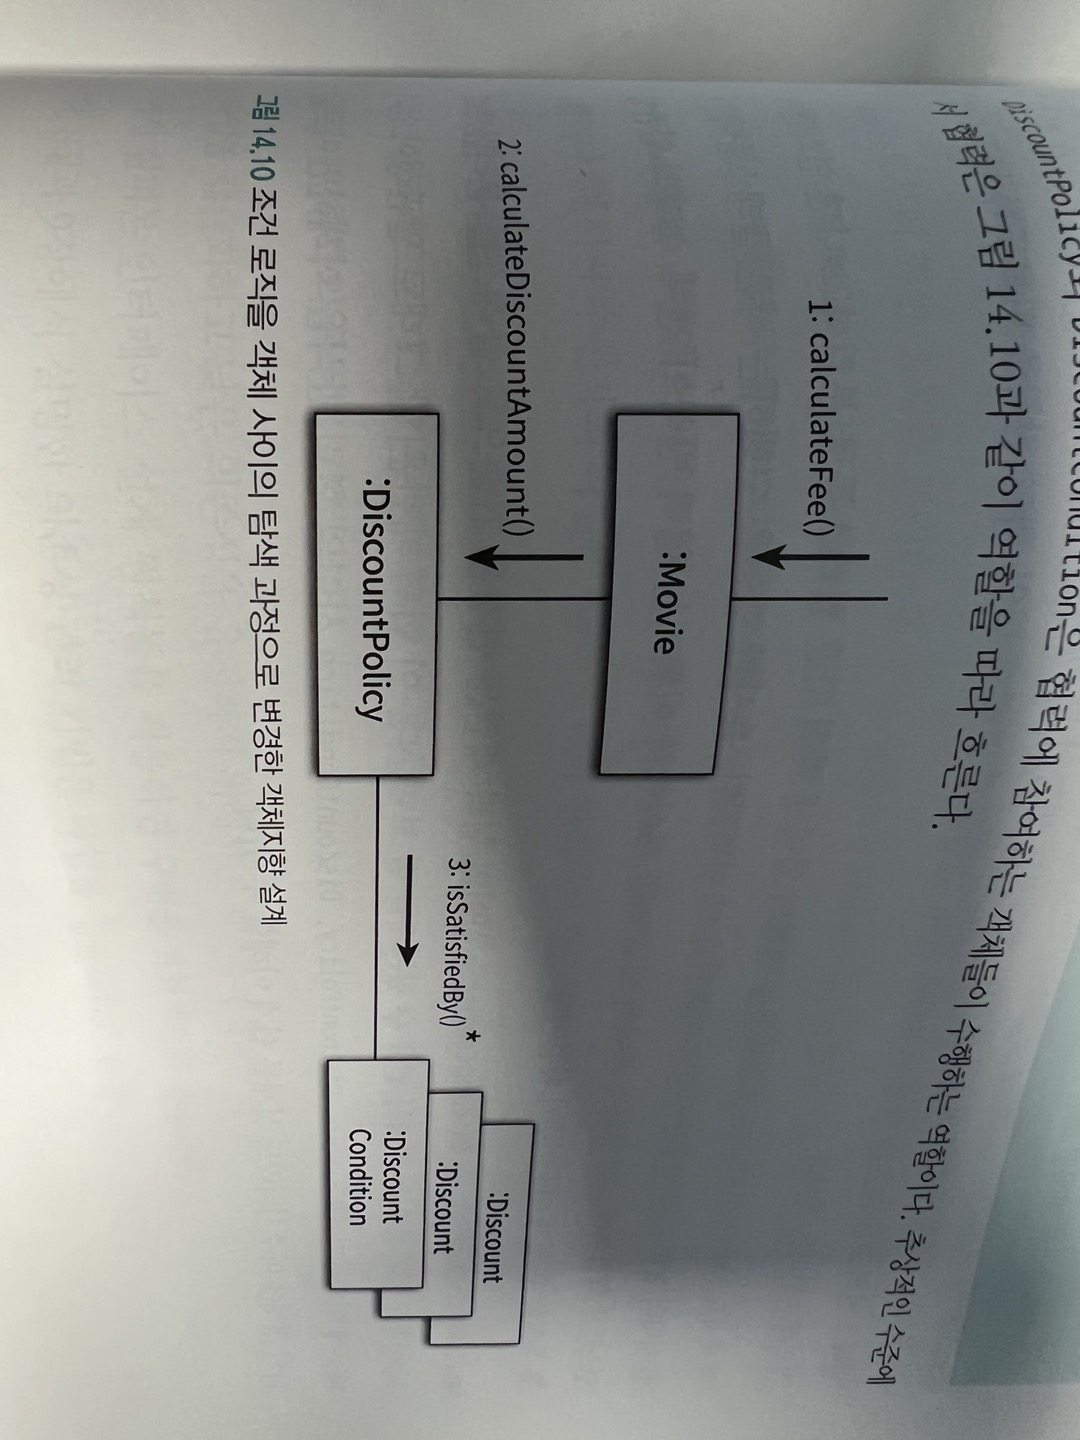 DiscountPolicy와 DiscountCondition은 협력에 참여하는 객체들이 수행하는 역할이다. 추상적인 수준에
서 협력은 그림 14.10과 같이 역할을 따라 흐른다.
1: calculateFee()
:Movie
2: calculateDiscountAmount()
:DiscountPolicy
3: isSatisfiedBy()*
:Discount
:Discount
:Discount
Condition
그림 14.10 조건 로직을 객체 사이의 탐색 과정으로 변경한 객체지향 설계